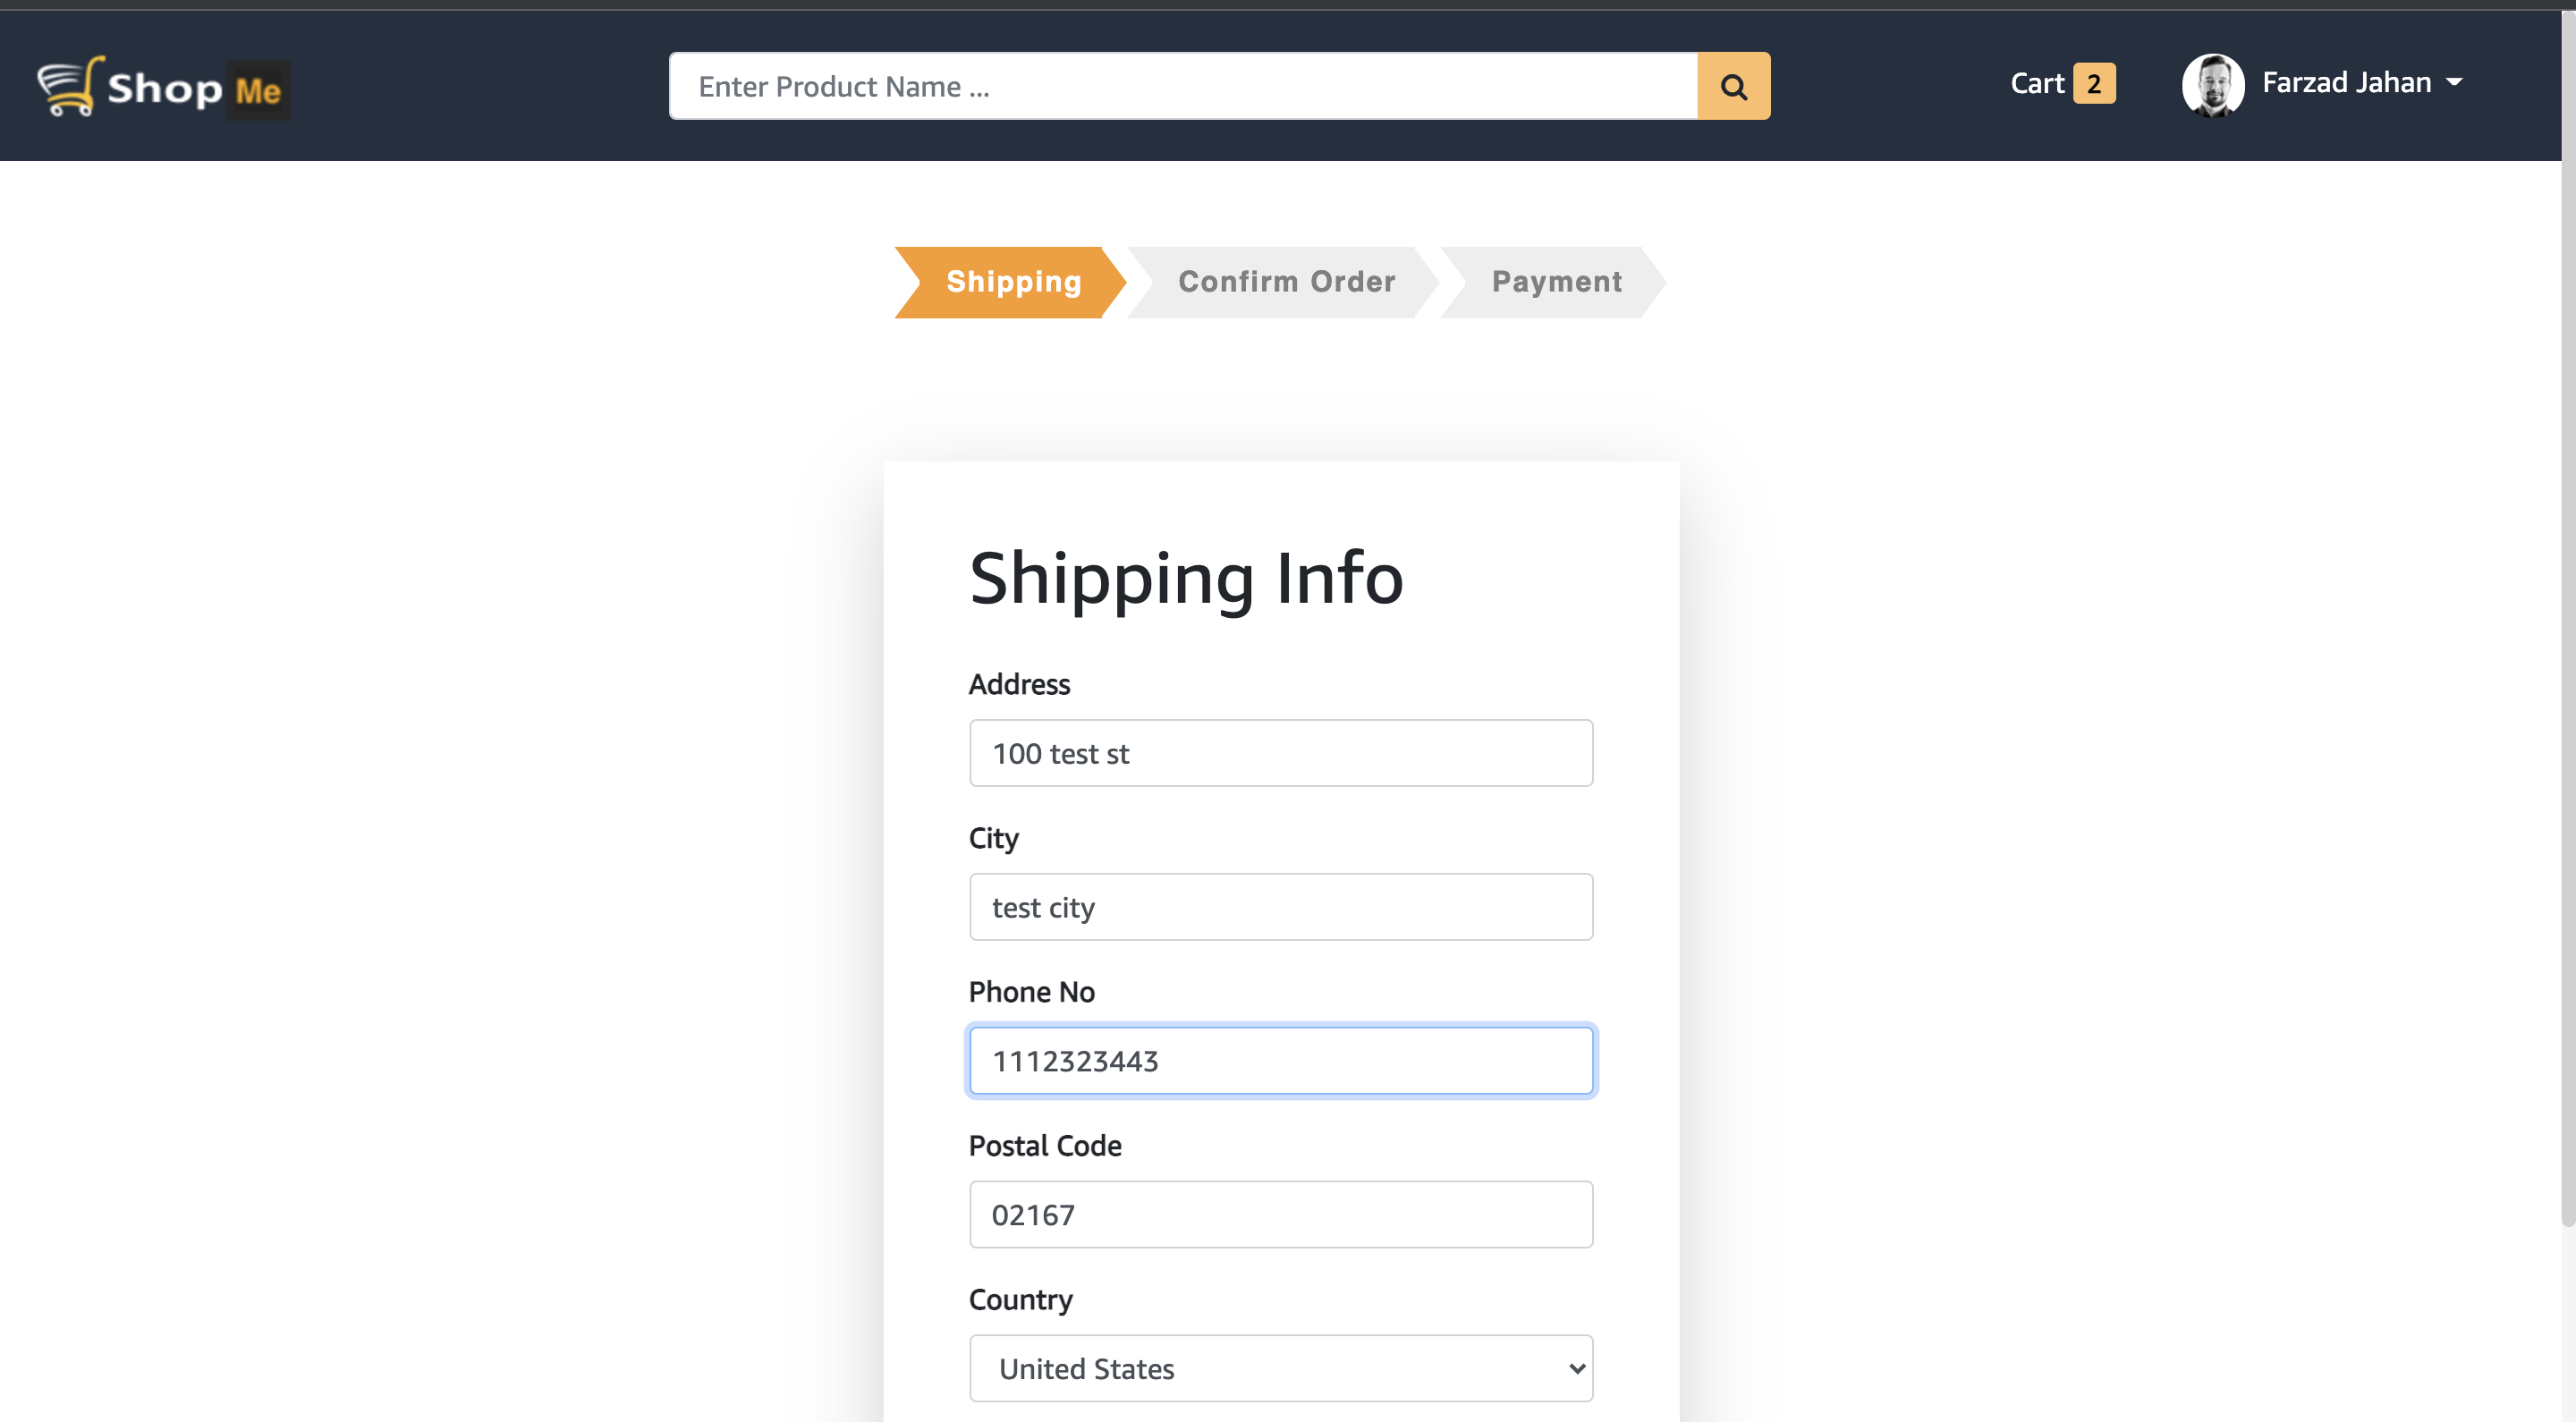 Shop Me
Enter Product Name ...
Cart 2
Farzad Jahan
Shipping
Confirm Order
Payment
Shipping Info
Address
100 test st
City
test city
Phone No
1112323443
Postal Code
02167
Country
United States